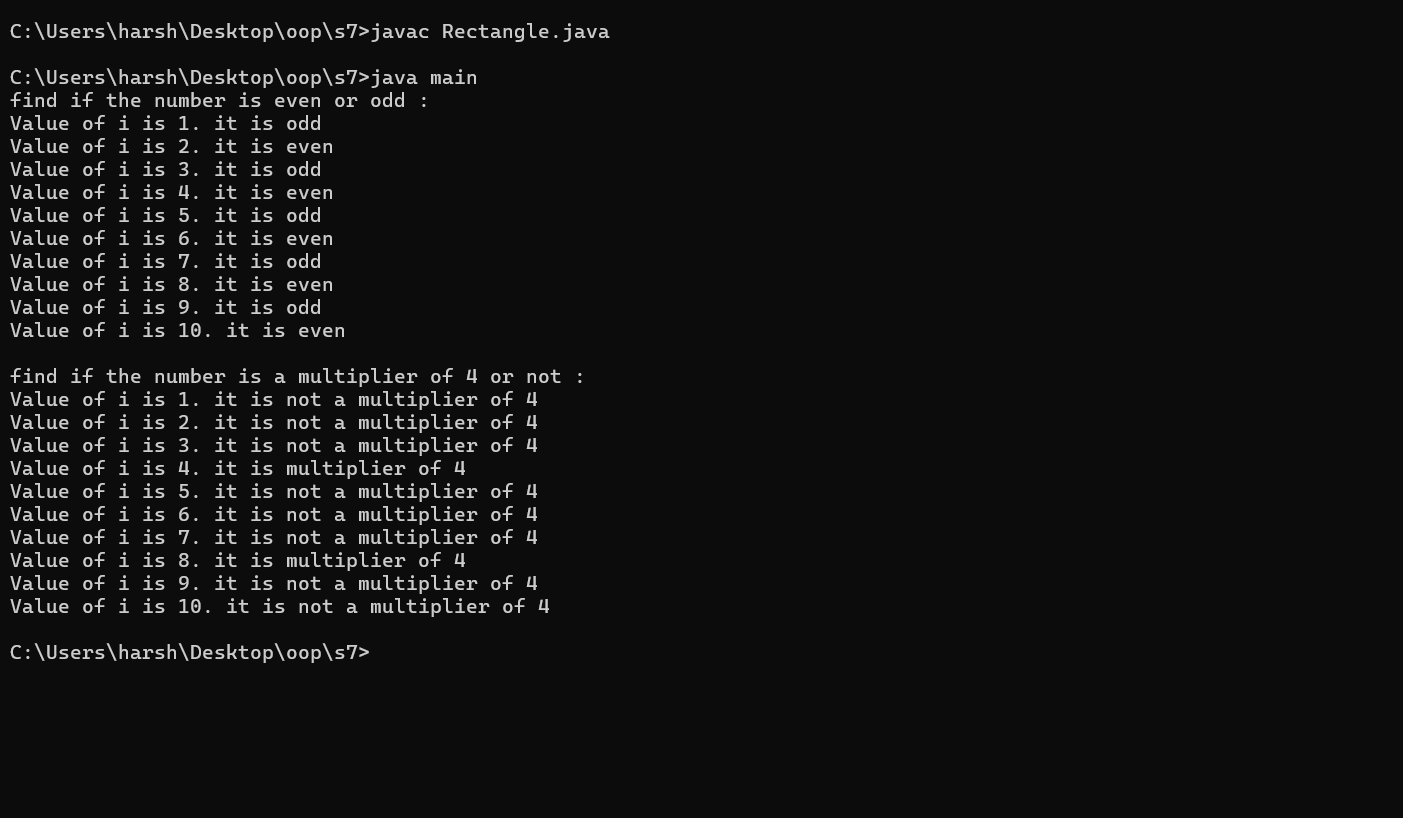 C:\Users\harsh\Desktop\oop\s7>javac Rectangle.java
C:\Users\harsh\Desktop\oop\s7>java main
find if the number is even or odd :
Value of i is 1. it is odd
Value of i is 2. it is even
Value of i is 3. it is odd
Value of i is 4. it is even
Value of i is 5. it is odd
Value of i is 6. it is even
Value of i is 7. it is odd
Value of i is 8. it is even
Value of i is 9. it is odd
Value of i is 10. it is even
find if the number is a multiplier of 4 or not :
Value of i is 1. it is not a multiplier of 4
Value of i is 2. it is not a multiplier of 4
Value of i is 3. it is not a multiplier of 4
Value of i is 4. it is multiplier of 4
Value of i is 5. it is not a multiplier of 4
Value of i is 6. it is not a multiplier of 4
Value of i is 7. it is not a multiplier of 4
Value of i is 8. it is multiplier of 4
Value of i is 9. it is not a multiplier of 4
Value of i is 10. it is not a multiplier of 4
C:\Users\harsh\Desktop\oop\s7>